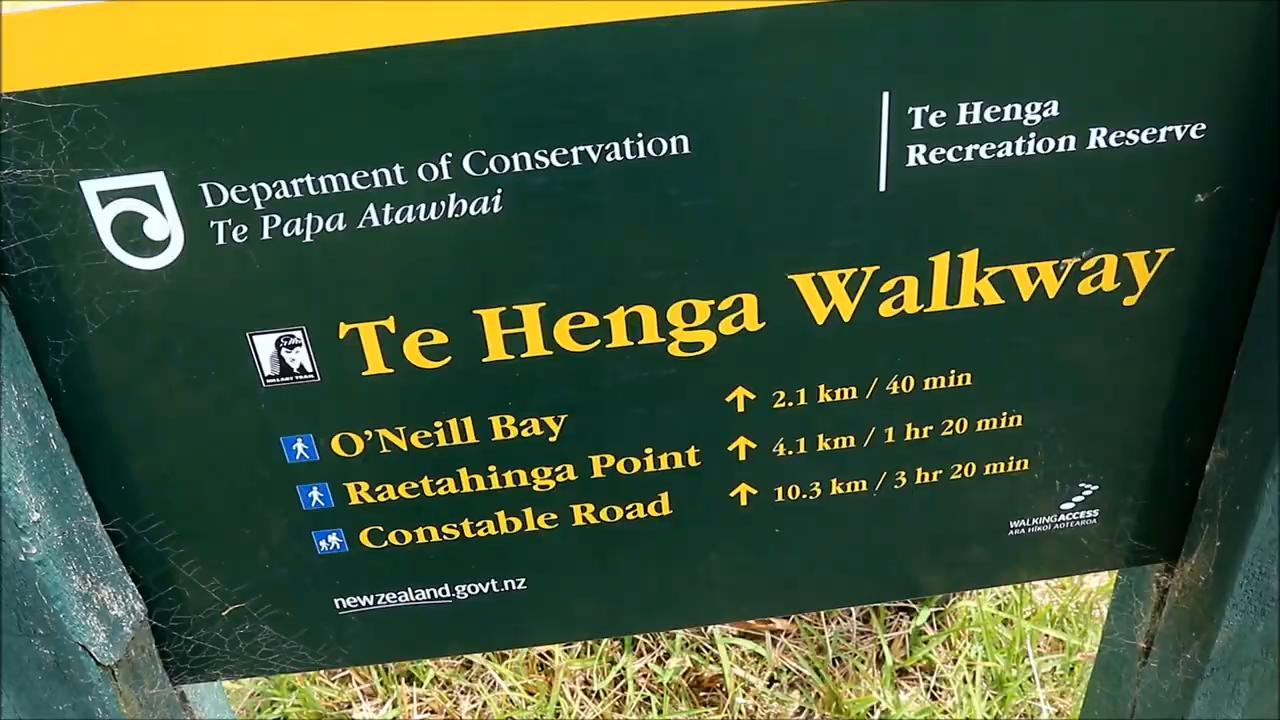 Department of Conservation
Te Papa Atawhai
Te Henga
Recreation Reserve
Te Henga Walkway
HILLARY TRAIL
O'Neill Bay ↑ 2.1 km / 40 min
Raetahinga Point ↑ 4.1 km / 1 hr 20 min
Constable Road ↑ 10.3 km / 3 hr 20 min
WALKINGACCESS
ARA HĪKOI AOTEAROA
newzealand.govt.nz